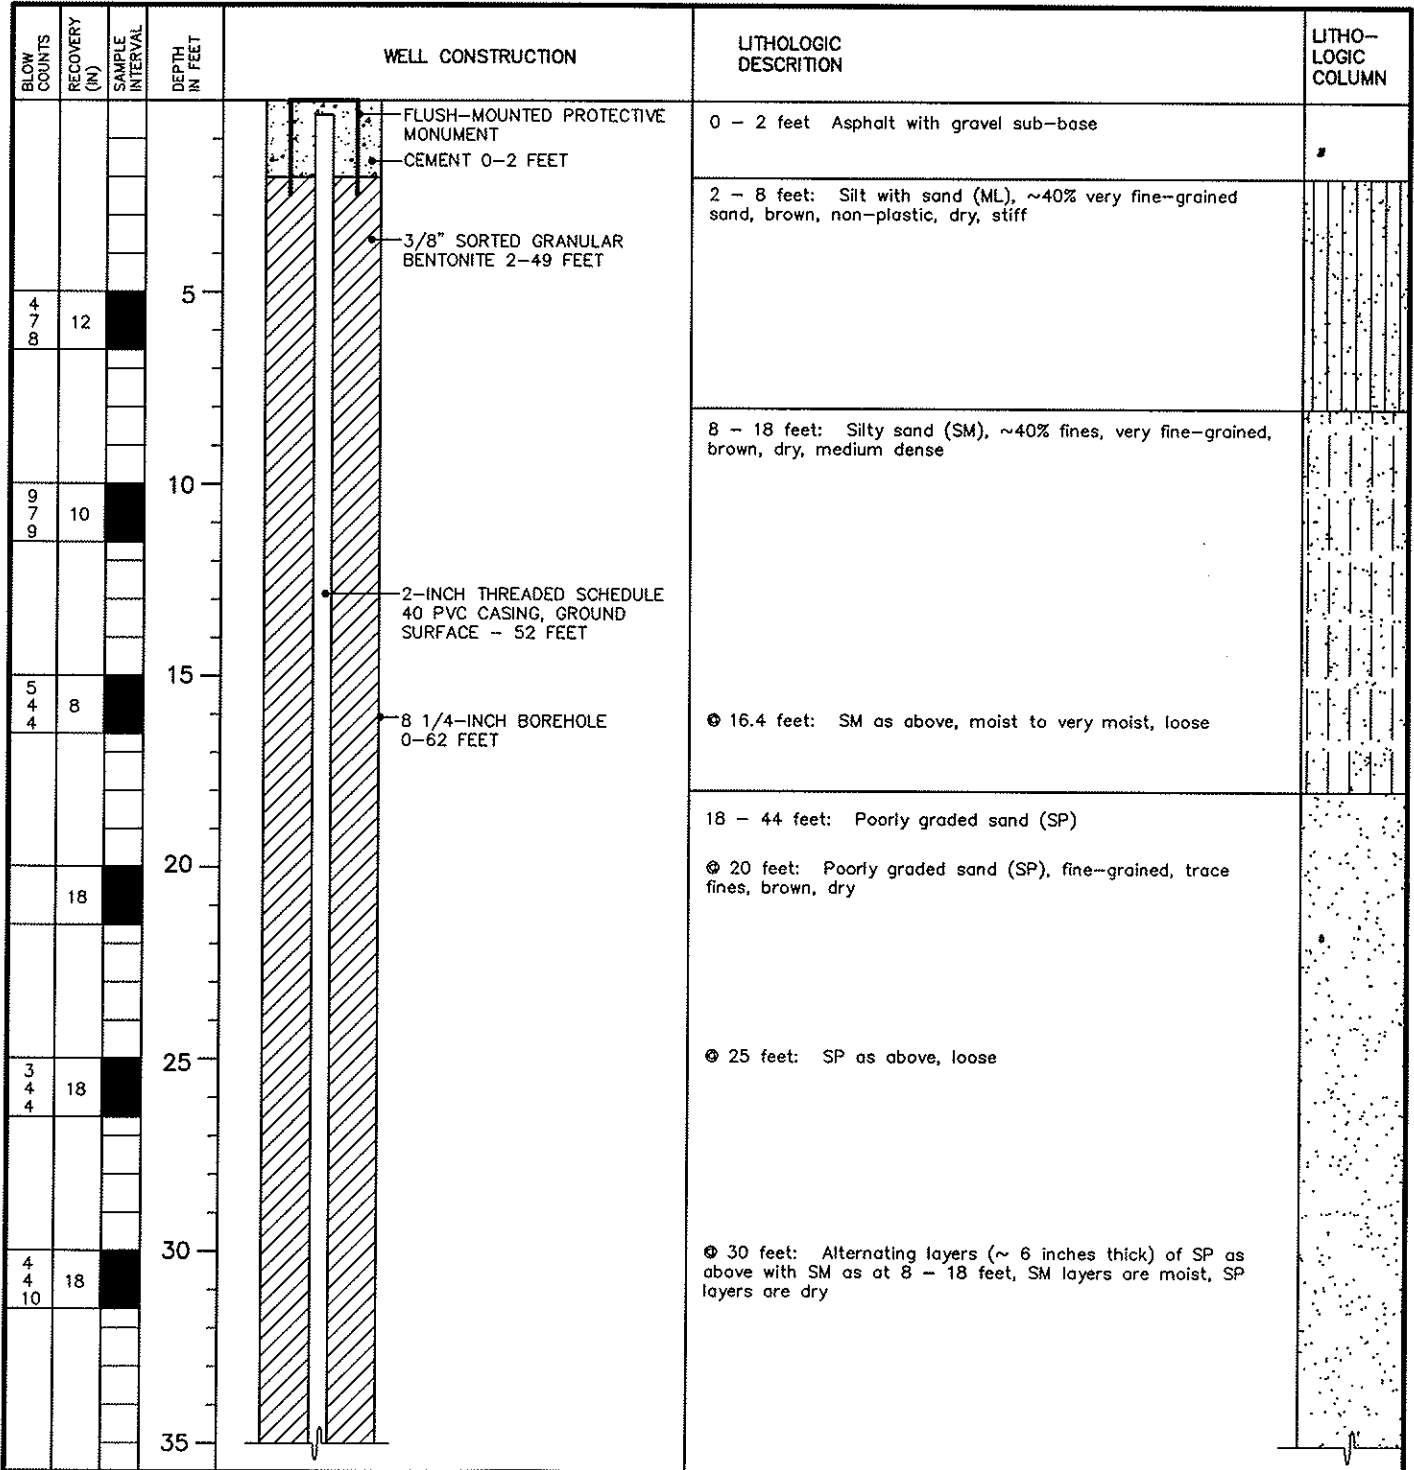 BLOW
COUNTS
RECOVERY
(IN)
SAMPLE
INTERVAL
DEPTH
IN FEET
WELL CONSTRUCTION
LITHOLOGIC
DESCRITION
LITHO-
LOGIC
COLUMN
FLUSH-MOUNTED PROTECTIVE
MONUMENT
CEMENT 0-2 FEET
0 - 2 feet Asphalt with gravel sub-base
2 - 8 feet: Silt with sand (ML), ~40% very fine-grained
sand, brown, non-plastic, dry, stiff
3/8" SORTED GRANULAR
BENTONITE 2-49 FEET
5
4
7
8
12
8 - 18 feet: Silty sand (SM), ~40% fines, very fine-grained,
brown, dry, medium dense
10
9
7
9
10
2-INCH THREADED SCHEDULE
40 PVC CASING, GROUND
SURFACE - 52 FEET
15
5
4
4
8
8 1/4-INCH BOREHOLE
0-62 FEET
@ 16.4 feet: SM as above, moist to very moist, loose
18 - 44 feet: Poorly graded sand (SP)
20
18
@ 20 feet: Poorly graded sand (SP), fine-grained, trace
fines, brown, dry
25
3
4
4
18
@ 25 feet: SP as above, loose
30
4
4
10
18
@ 30 feet: Alternating layers (~ 6 inches thick) of SP as
above with SM as at 8 - 18 feet, SM layers are moist, SP
layers are dry
35